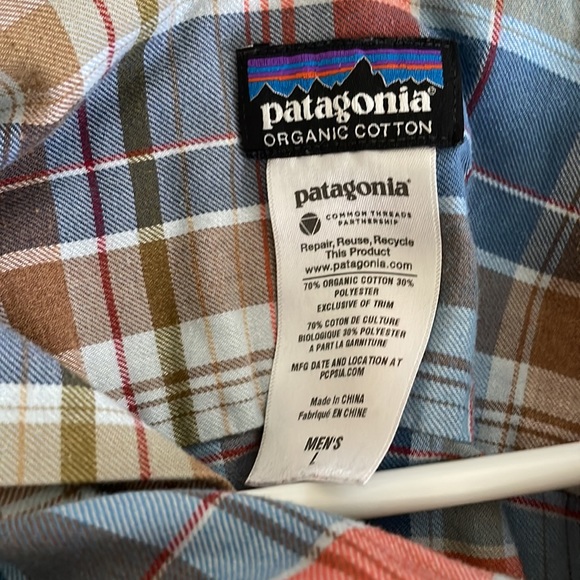 patagonia®
ORGANIC COTTON
patagonia®
COMMON THREADS
PARTNERSHIP
Repair, Reuse, Recycle
This Product
www.patagonia.com
70% ORGANIC COTTON 30%
POLYESTER
EXCLUSIVE OF TRIM
70% COTON DE CULTURE
BIOLOGIQUE 30% POLYESTER
A PART LA GARNITURE
MFG DATE AND LOCATION AT
PCPSIA.COM
Made in CHINA
Fabriqué EN CHINE
MEN'S
L